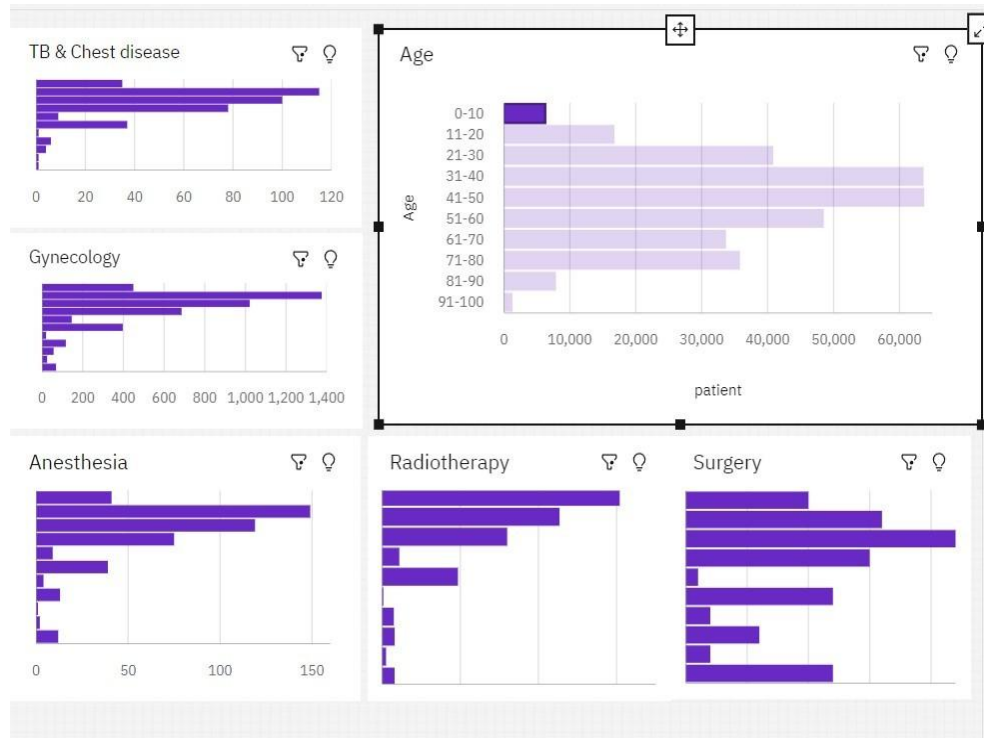 TB & Chest disease
0 20 40 60 80 100 120
Gynecology
0 200 400 600 800 1,000 1,200 1,400
Age
Age
0-10
11-20
21-30
31-40
41-50
51-60
61-70
71-80
81-90
91-100
0 10,000 20,000 30,000 40,000 50,000 60,000
patient
Anesthesia
0 50 100 150
Radiotherapy
Surgery